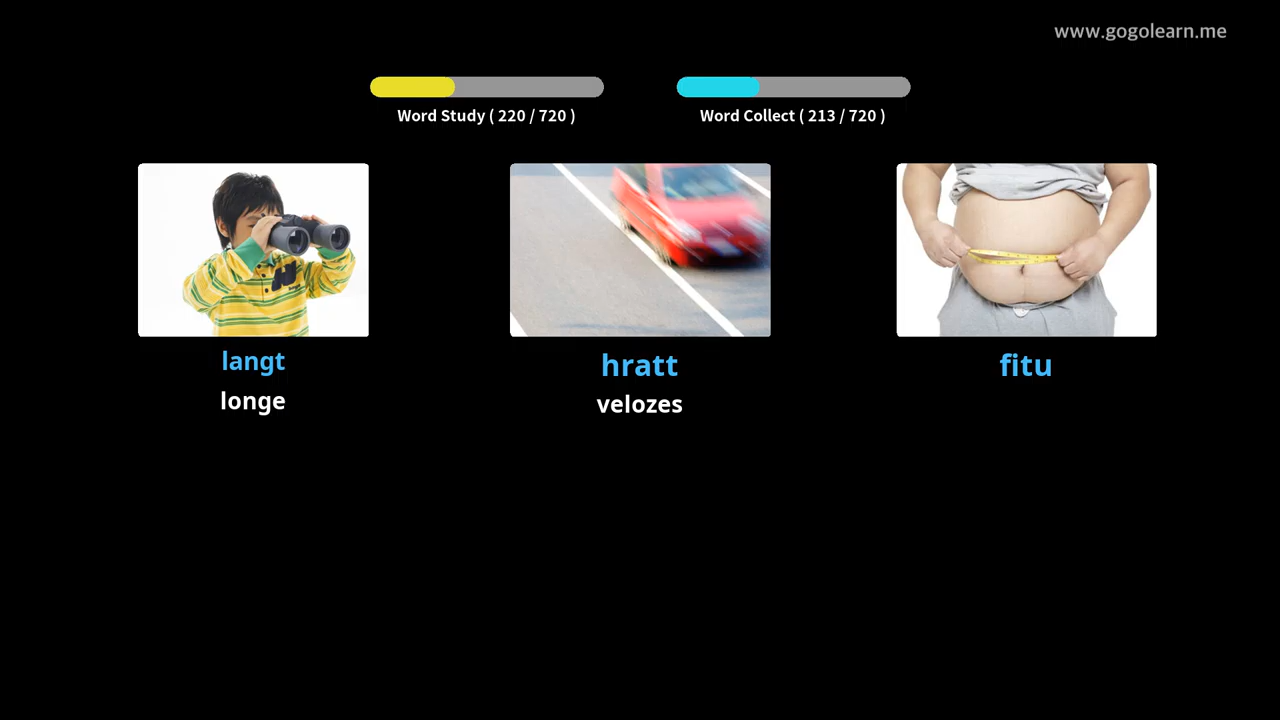 www.gogolearn.me
Word Study ( 220 / 720 )
Word Collect ( 213 / 720 )
langt
hratt
fitu
longe
velozes